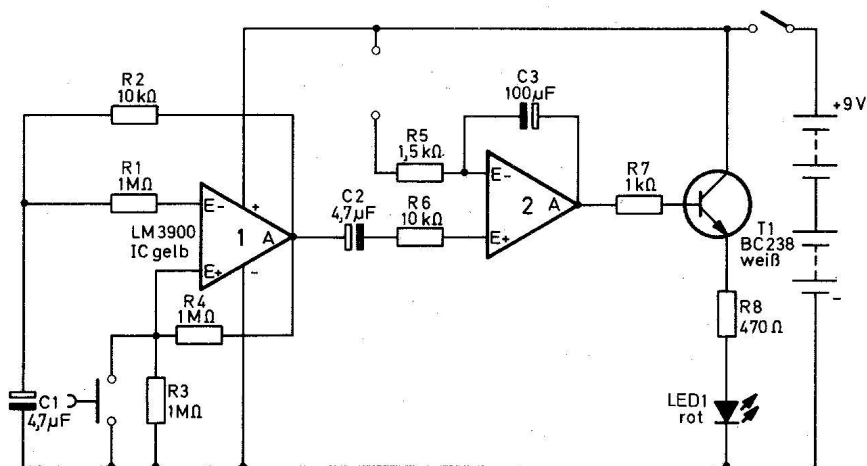 R2
10kΩ
R1
1MΩ
E-
+
LM3900
IC gelb
1
A
E+
-
R4
1MΩ
C1
4,7µF
R3
1MΩ
C2
4,7µF
R5
1,5kΩ
R6
10kΩ
C3
100µF
E-
2
A
E+
R7
1kΩ
T1
BC238
weiß
R8
470Ω
LED1
rot
+9V
-